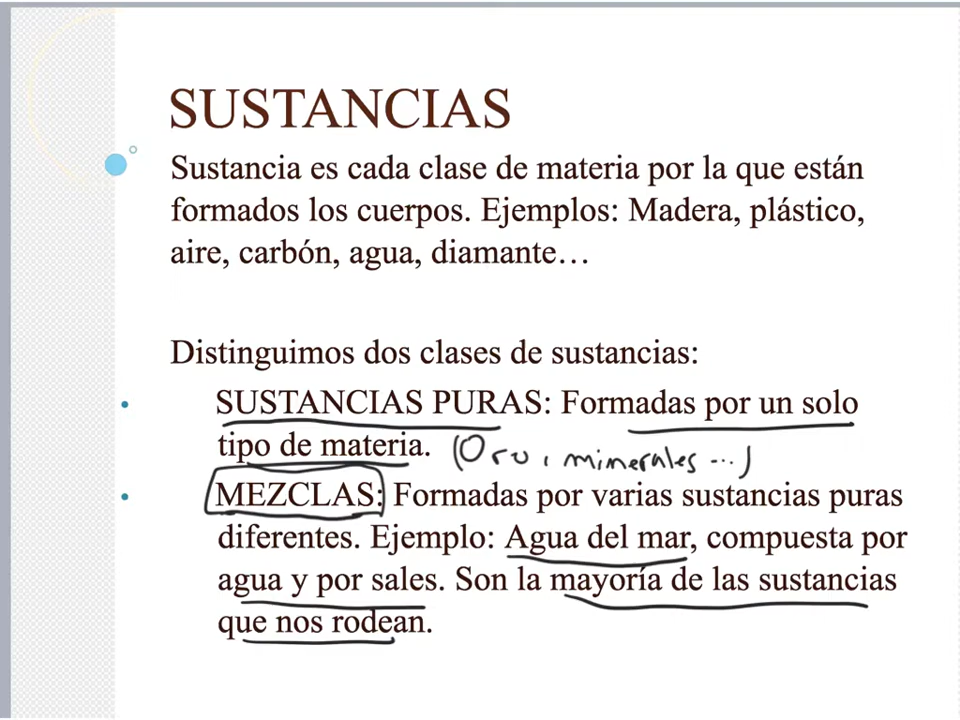 SUSTANCIAS
Sustancia es cada clase de materia por la que están
formados los cuerpos. Ejemplos: Madera, plástico,
aire, carbón, agua, diamante…
Distinguimos dos clases de sustancias:
• SUSTANCIAS PURAS: Formadas por un solo
tipo de materia. (Oro, minerales ...)
• MEZCLAS: Formadas por varias sustancias puras
diferentes. Ejemplo: Agua del mar, compuesta por
agua y por sales. Son la mayoría de las sustancias
que nos rodean.